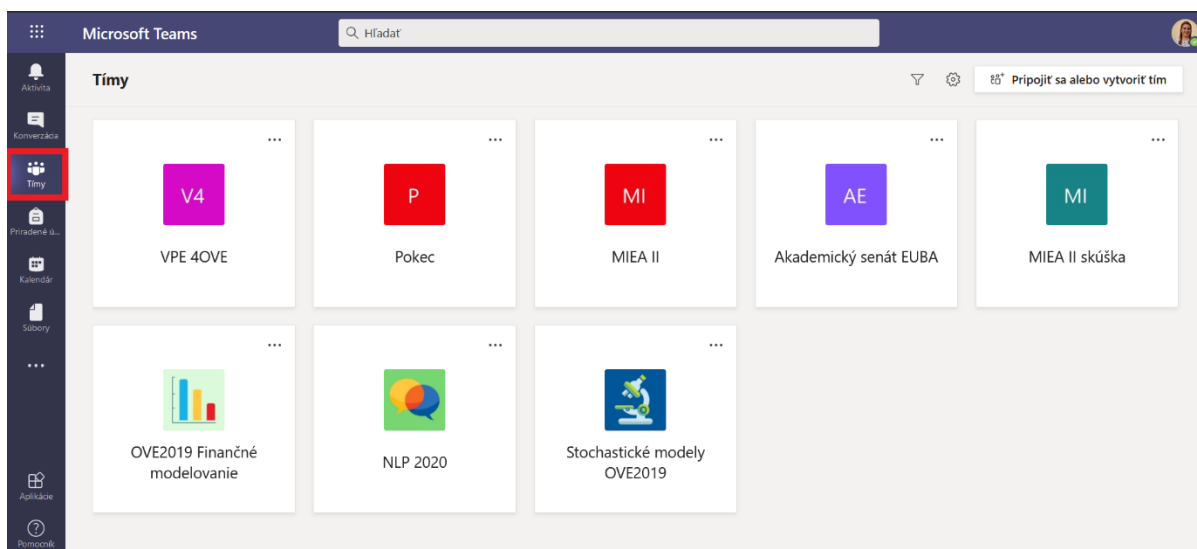 Microsoft Teams
Hľadať
Aktivita
Konverzácia
Tímy
Priradené ú...
Kalendár
Súbory
Aplikácie
Pomocník
Tímy
Pripojiť sa alebo vytvoriť tím
V4
VPE 4OVE
P
Pokec
MI
MIEA II
AE
Akademický senát EUBA
MI
MIEA II skúška
OVE2019 Finančné
modelovanie
NLP 2020
Stochastické modely
OVE2019